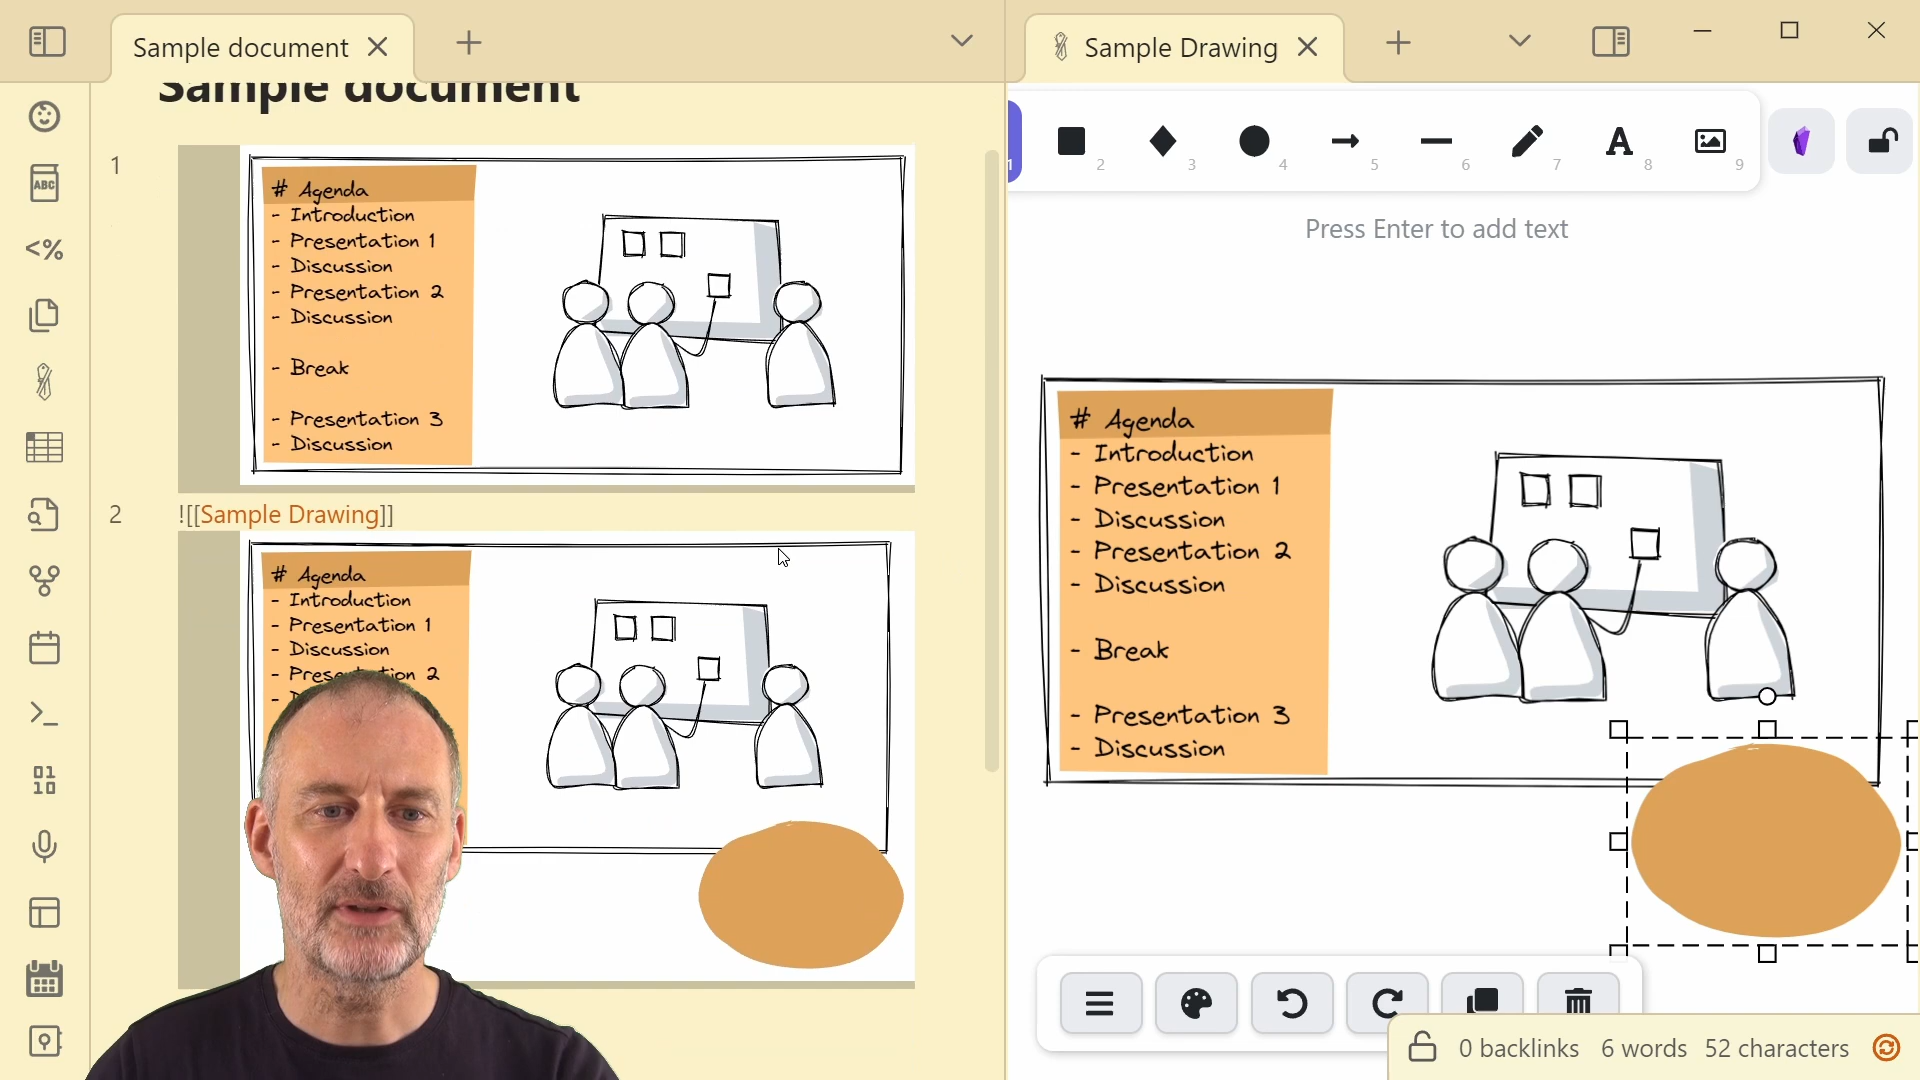 Sample document
Sample Drawing
Sample document
1
# Agenda
- Introduction
- Presentation 1
- Discussion
- Presentation 2
- Discussion
- Break
- Presentation 3
- Discussion
2
![[Sample Drawing]]
# Agenda
- Introduction
- Presentation 1
- Discussion
ABC
<%
1
2
3
4
5
6
7
A
8
9
Press Enter to add text
# Agenda
- Introduction
- Presentation 1
- Discussion
- Presentation 2
- Discussion
- Break
- Presentation 3
- Discussion
0 backlinks
6 words
52 characters